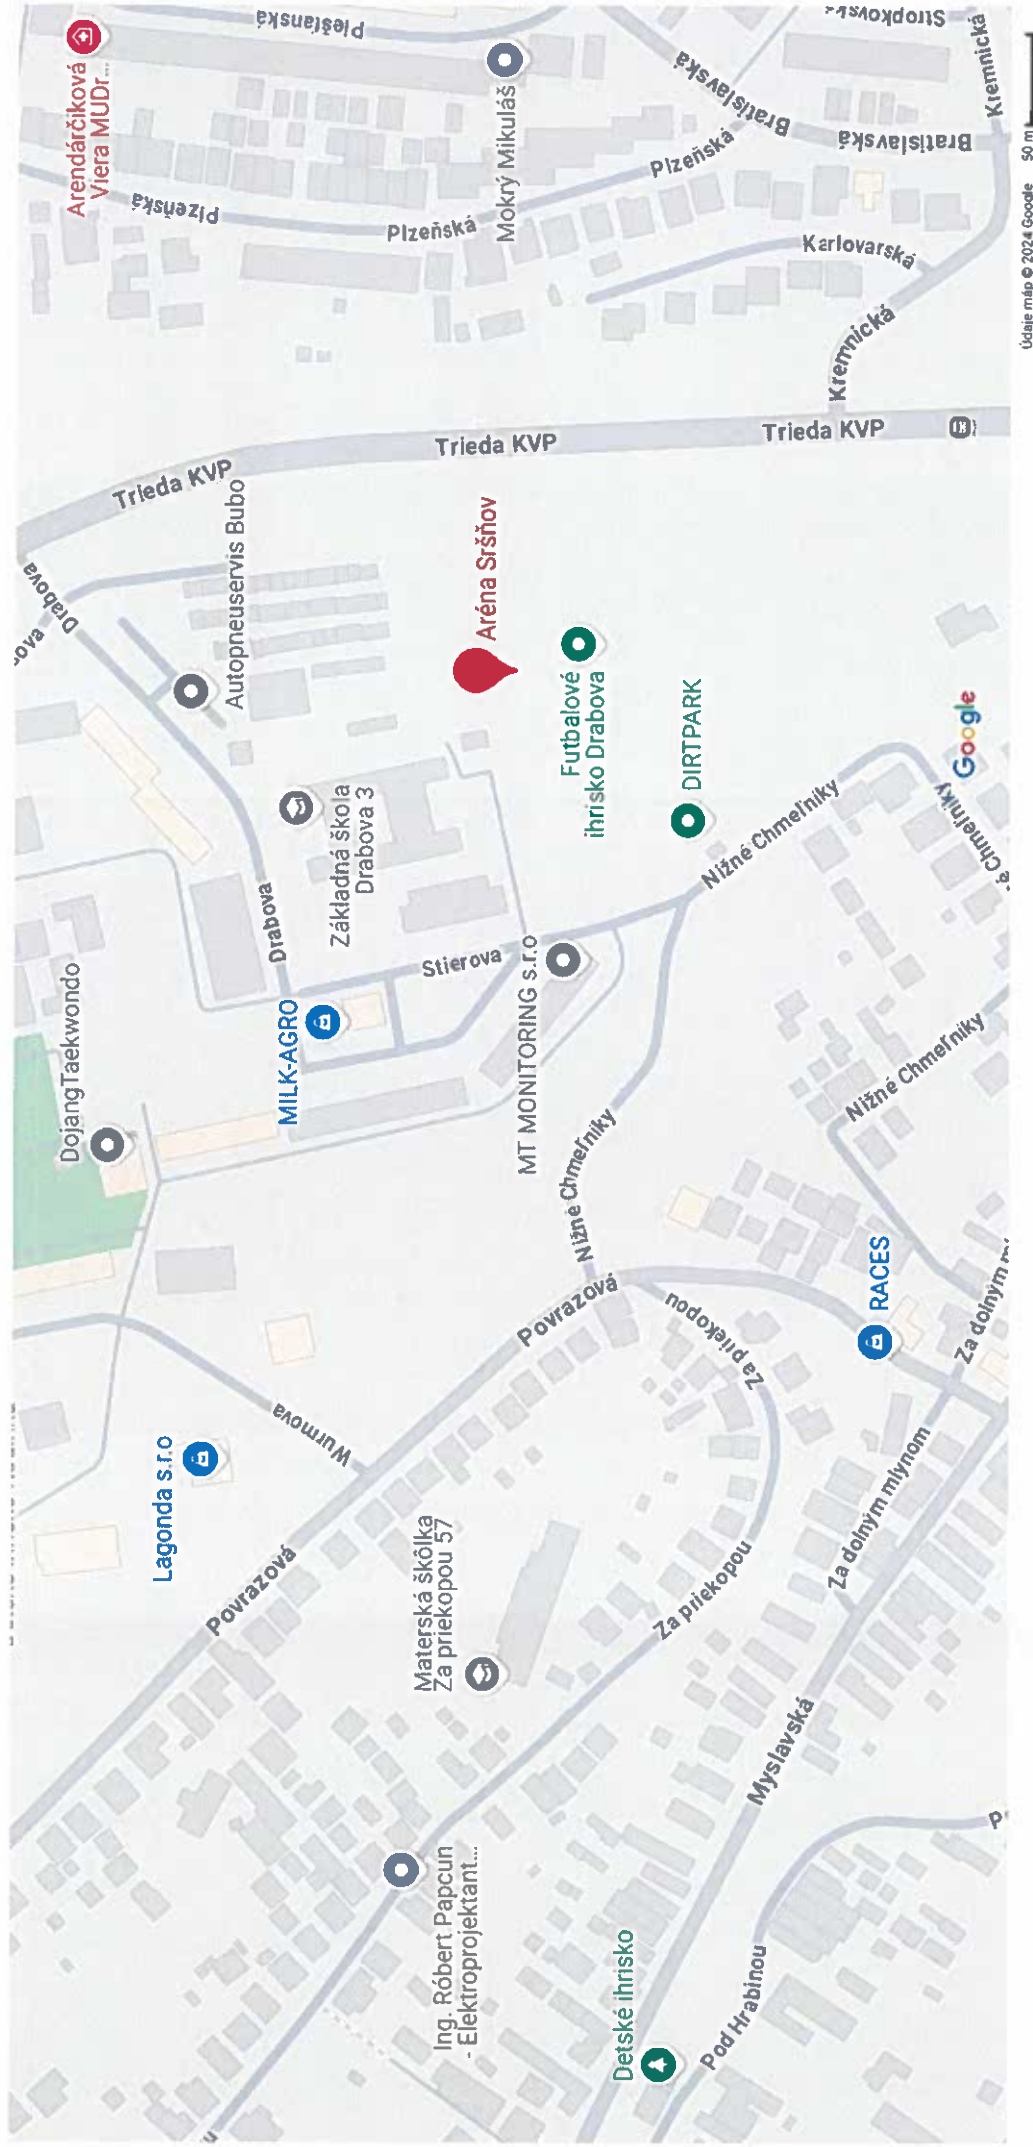 Arendárčiková
Viera MUDr...
Piešťanská
Mokrý Mikuláš
Stropkovská
Kremnická
Bratislavská
Bratislavská
Plzeňská
Plzeňská
Plzeňská
Karlovarská
Kremnická
Trieda KVP
Trieda KVP
Trieda KVP
Drabova
Autopneuservis Bubo
Aréna Sršňov
Futbalové
ihrisko Drabova
DIRTPARK
Základná škola
Drabova 3
Drabova
Stierova
MILK-AGRO
DojangTaekwondo
MT MONITORING s.r.o
Nižné Chmeľníky
Nižné Chmeľníky
Nižné Chmeľníky
Chmeľníky
Google
Lagonda s.r.o
Wurmova
Povrazová
Povrazová
Za priekopou
Za priekopou
RACES
Za dolným
Za dolným mlynom
Materská škôlka
Za priekopou 57
Myslavská
Ing. Róbert Papcun
- Elektroprojektant...
Detské ihrisko
Pod Hrabinou
Údaje máp © 2024 Google
50 m